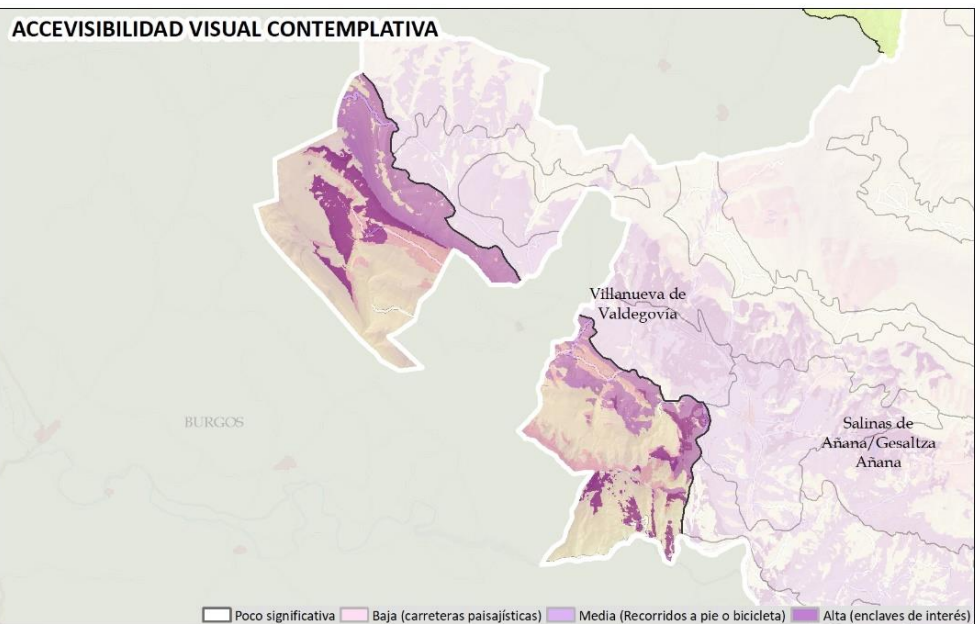 ACCEVISIBILIDAD VISUAL CONTEMPLATIVA
Villanueva de
Valdegovía
BURGOS
Salinas de
Añana/Gesaltza
Añana
Poco significativa Baja (carreteras paisajísticas) Media (Recorridos a pie o bicicleta) Alta (enclaves de interés)